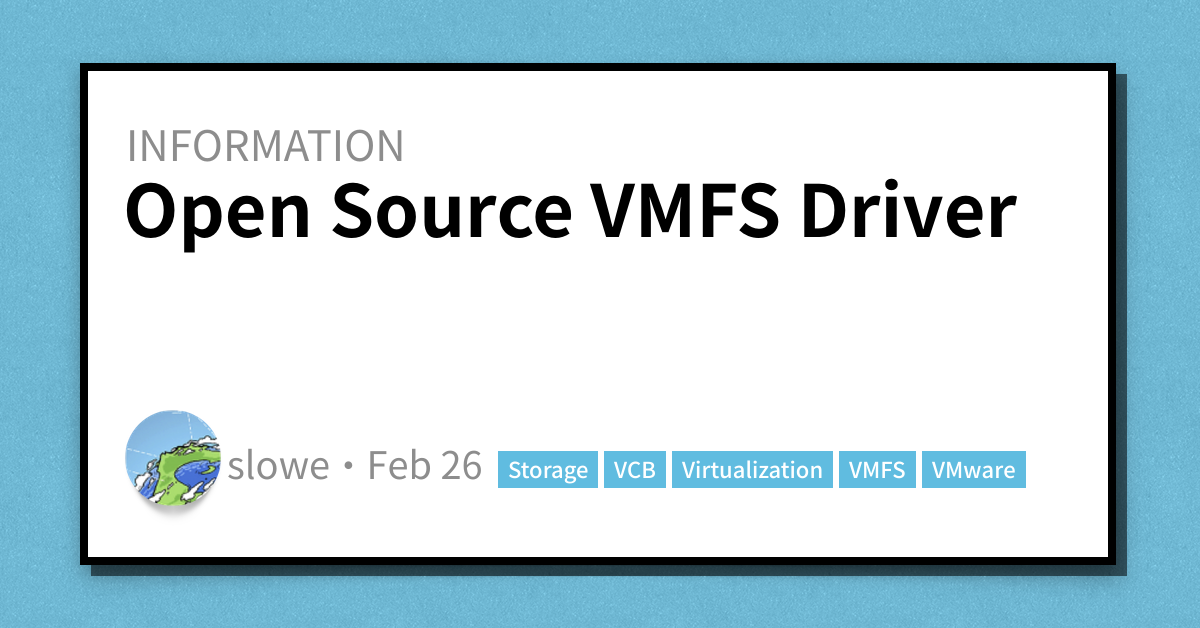 INFORMATION
Open Source VMFS Driver
slowe • Feb 26 Storage VCB Virtualization VMFS VMware